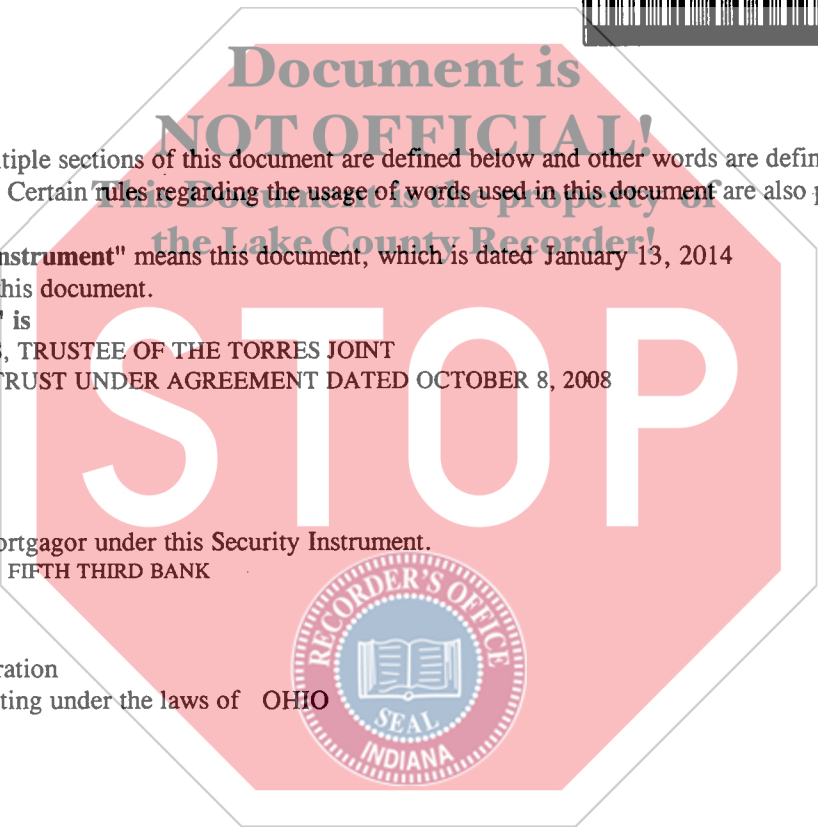 Document is
NOT OFFICIAL!
tiple sections of this document are defined below and other words are defin
Certain rules regarding the usage of words used in this document are also p
This Document is the property of
the Lake County Recorder!
nstrument" means this document, which is dated January 13, 2014
his document.
" is
, TRUSTEE OF THE TORRES JOINT
TRUST UNDER AGREEMENT DATED OCTOBER 8, 2008
STOP
ortgagor under this Security Instrument.
FIFTH THIRD BANK
RECORDER'S OFFICE
ration
ting under the laws of OHIO
SEAL
INDIANA